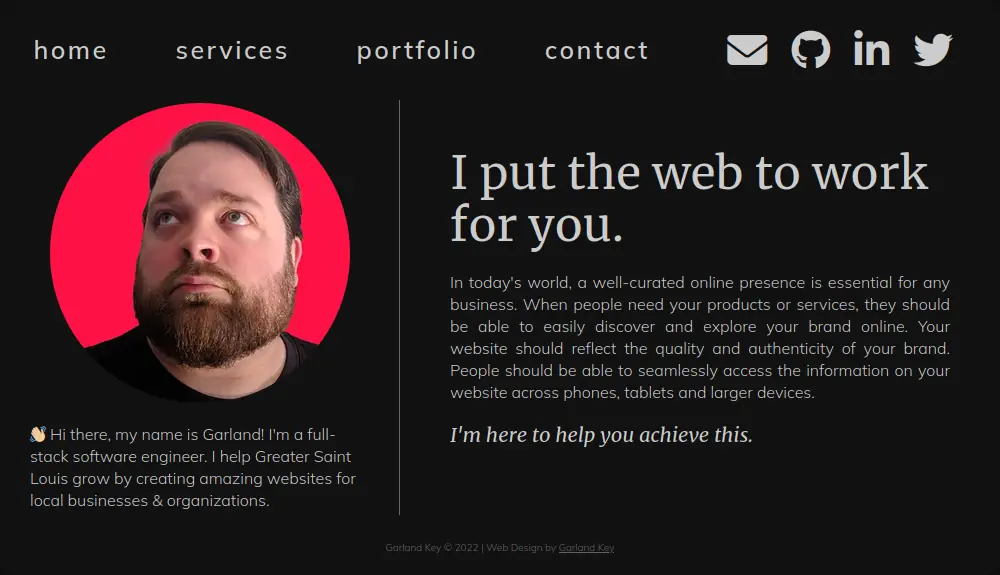 home services portfolio contact
I put the web to work
for you.
In today's world, a well-curated online presence is essential for any
business. When people need your products or services, they should
be able to easily discover and explore your brand online. Your
website should reflect the quality and authenticity of your brand.
People should be able to seamlessly access the information on your
website across phones, tablets and larger devices.
I'm here to help you achieve this.
👋🏻 Hi there, my name is Garland! I'm a full-
stack software engineer. I help Greater Saint
Louis grow by creating amazing websites for
local businesses & organizations.
Garland Key © 2022 | Web Design by Garland Key